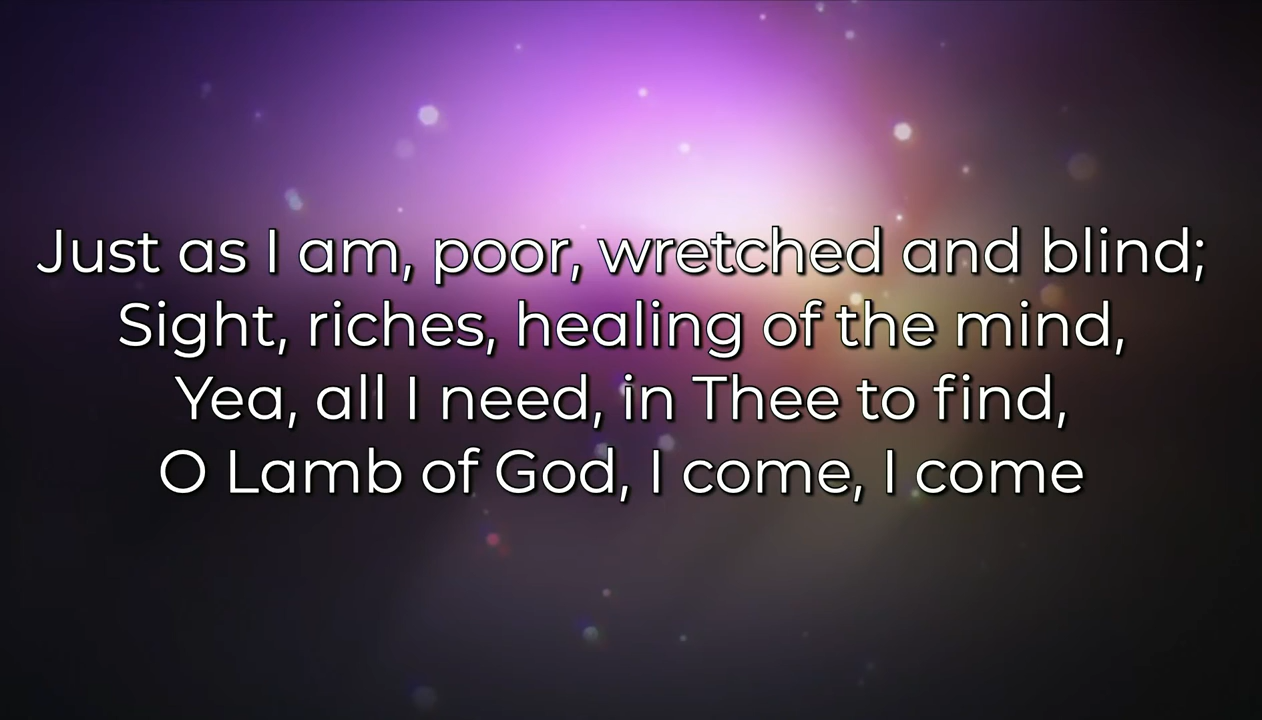 Just as I am, poor, wretched and blind;
Sight, riches, healing of the mind,
Yea, all I need, in Thee to find,
O Lamb of God, I come, I come